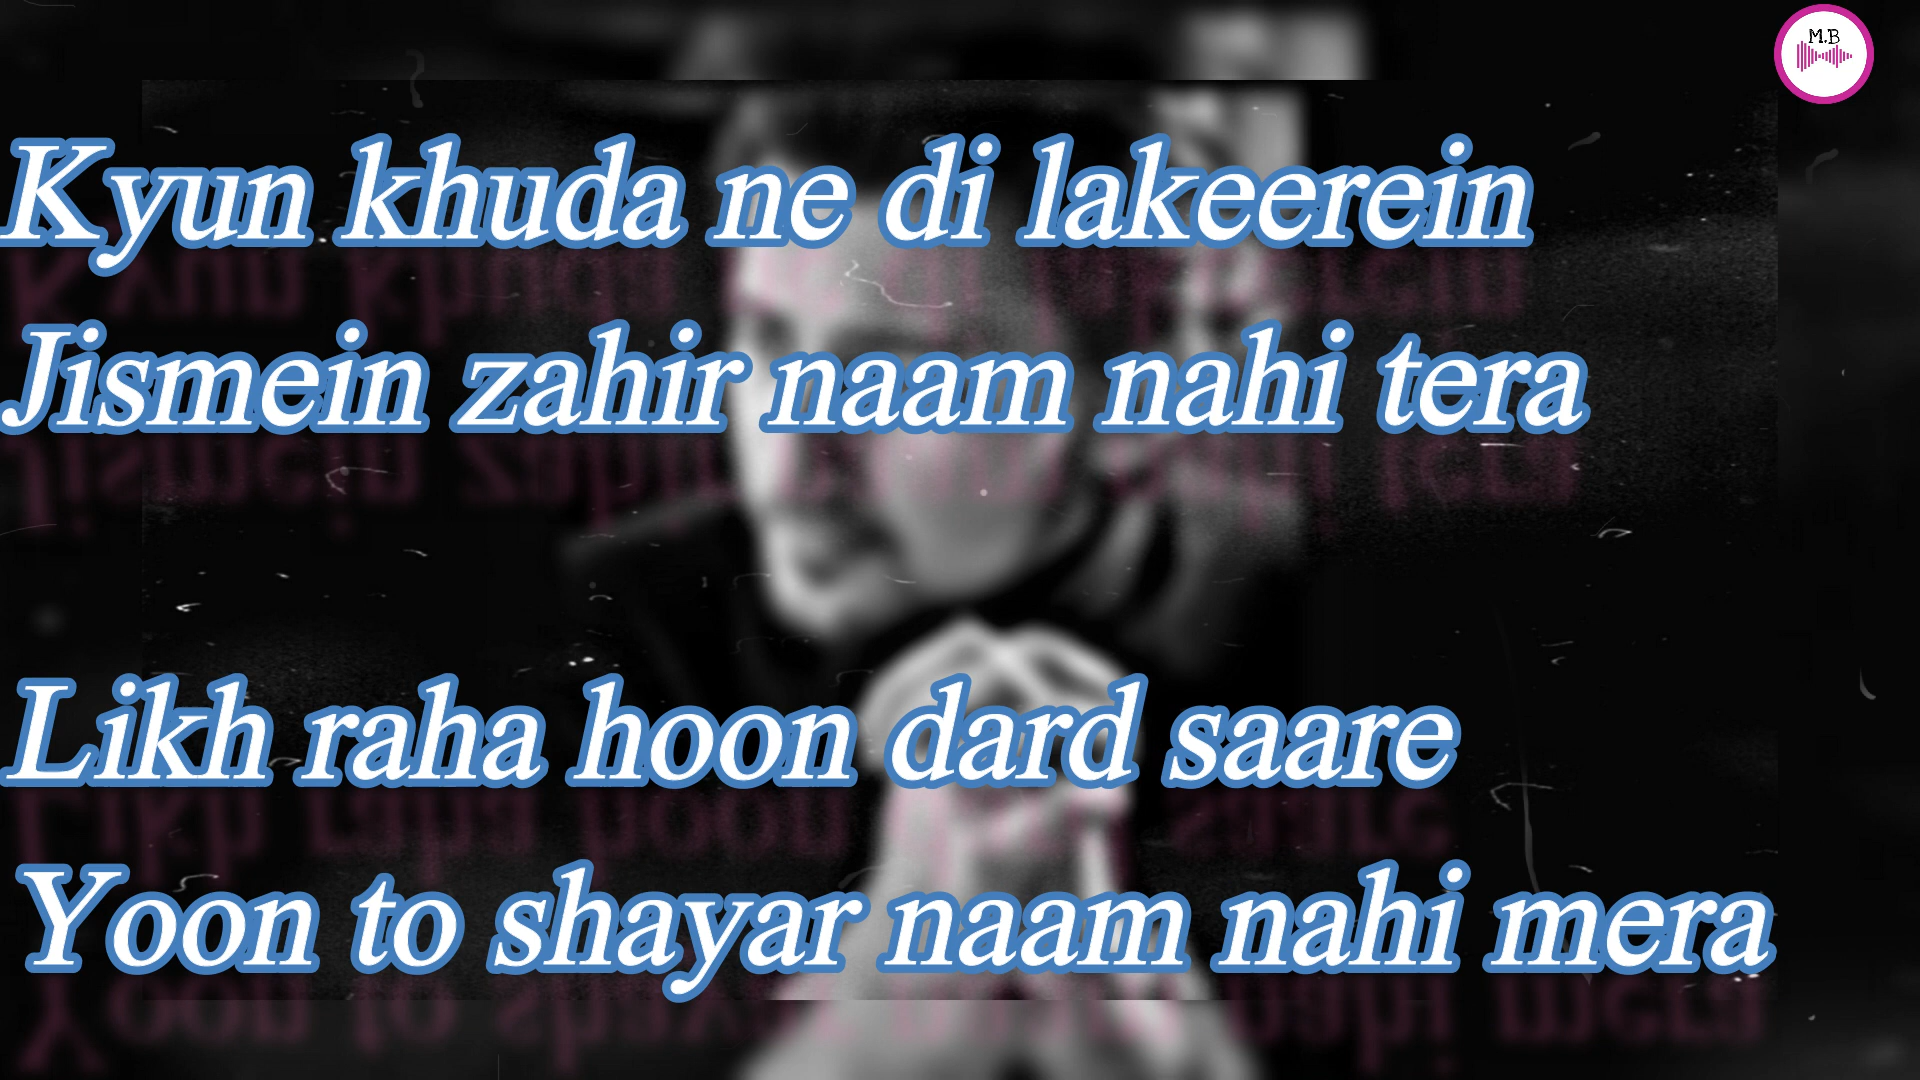 M.B
Kyun khuda ne di lakeerein
Jismein zahir naam nahi tera
Likh raha hoon dard saare
Yoon to shayar naam nahi mera